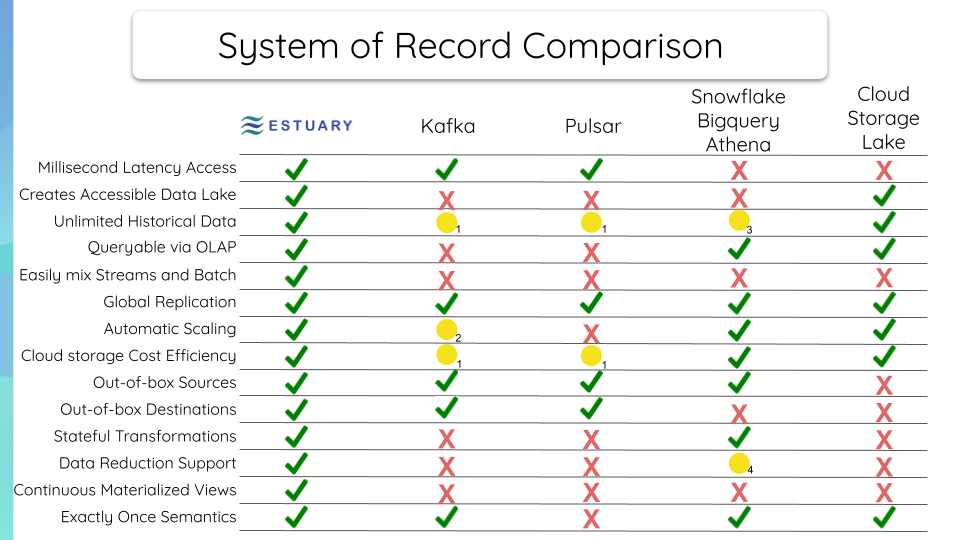 System of Record Comparison
ESTUARY
Kafka
Pulsar
Snowflake
Bigquery
Athena
Cloud
Storage
Lake
Millisecond Latency Access
X X
Creates Accessible Data Lake
X X X
Unlimited Historical Data
1 1 3
Queryable via OLAP
X X
Easily mix Streams and Batch
X X X X
Global Replication
Automatic Scaling
2 X
Cloud storage Cost Efficiency
1 1
Out-of-box Sources
X
Out-of-box Destinations
X X
Stateful Transformations
X X X
Data Reduction Support
X X 4 X
Continuous Materialized Views
X X X X
Exactly Once Semantics
X